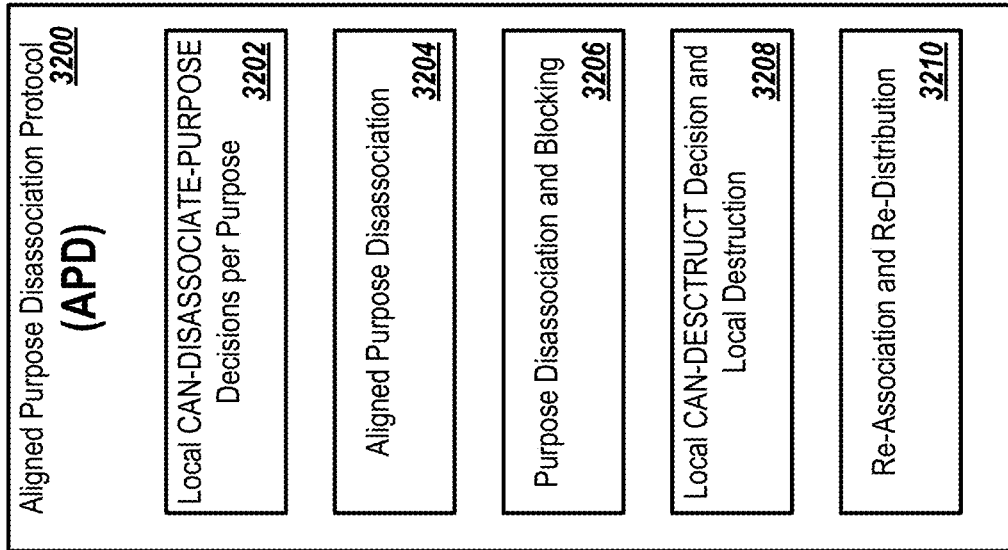 Aligned Purpose Disassociation Protocol
(APD)
3200
Local CAN-DISASSOCIATE-PURPOSE
Decisions per Purpose
3202
Aligned Purpose Disassociation
3204
Purpose Disassociation and Blocking
3206
Local CAN-DESCTRUCT Decision and
Local Destruction
3208
Re-Association and Re-Distribution
3210